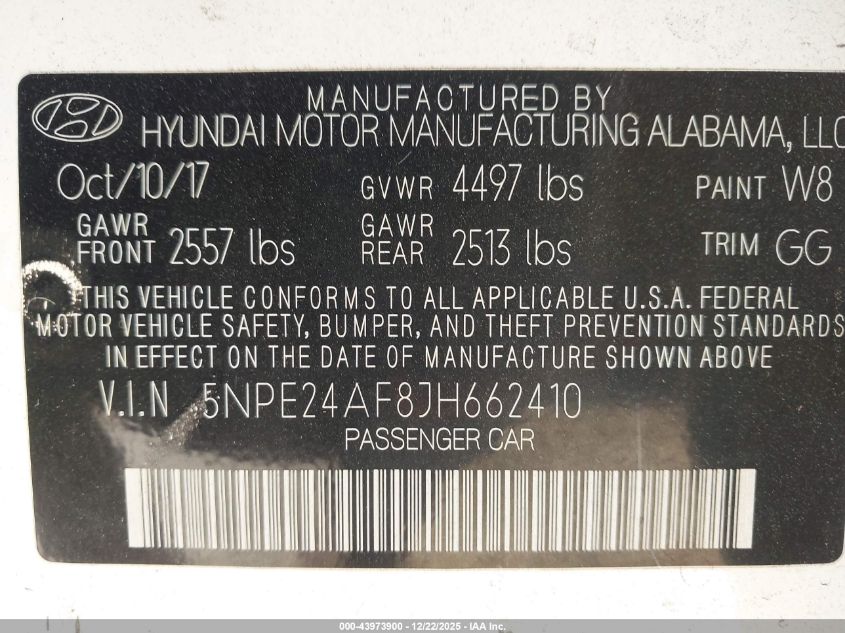 MANUFACTURED BY
HYUNDAI MOTOR MANUFACTURING ALABAMA, LLC
Oct/10/17 GVWR 4497 lbs PAINT W8
GAWR FRONT 2557 lbs GAWR REAR 2513 lbs TRIM GG
THIS VEHICLE CONFORMS TO ALL APPLICABLE U.S.A. FEDERAL
MOTOR VEHICLE SAFETY, BUMPER, AND THEFT PREVENTION STANDARDS
IN EFFECT ON THE DATE OF MANUFACTURE SHOWN ABOVE
V.I.N 5NPE24AF8JH662410
PASSENGER CAR
000-43973900 - 12/22/2025 - IAA Inc.